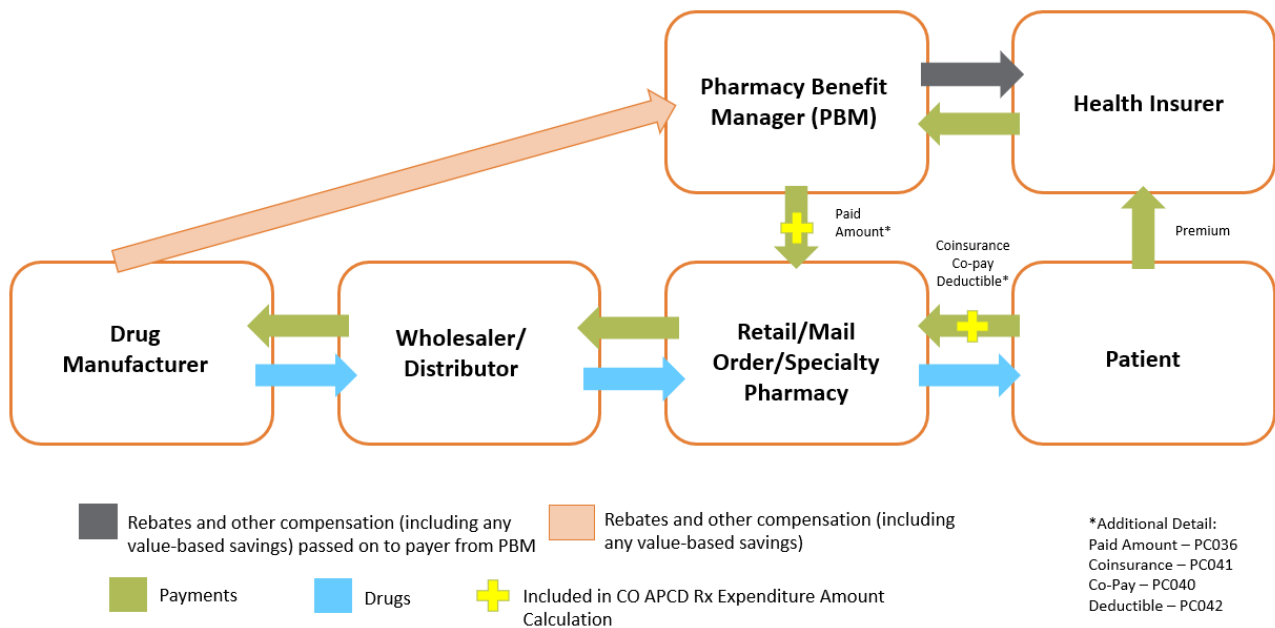 Pharmacy Benefit
Manager (PBM)
Health Insurer
Paid
Amount*
Coinsurance
Co-pay
Deductible*
Premium
Drug
Manufacturer
Wholesaler/
Distributor
Retail/Mail
Order/Specialty
Pharmacy
Patient
Rebates and other compensation (including any
value-based savings) passed on to payer from PBM
Rebates and other compensation (including
any value-based savings)
Payments
Drugs
Included in CO APCD Rx Expenditure Amount
Calculation
*Additional Detail:
Paid Amount – PC036
Coinsurance – PC041
Co-Pay – PC040
Deductible – PC042